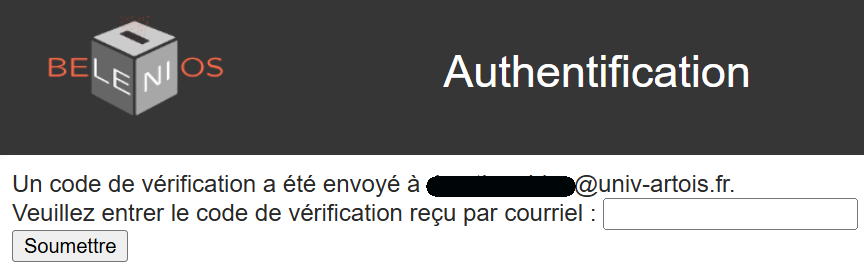 BELENIOS
Authentification
Un code de vérification a été envoyé à @univ-artois.fr.
Veuillez entrer le code de vérification reçu par courriel :
Soumettre